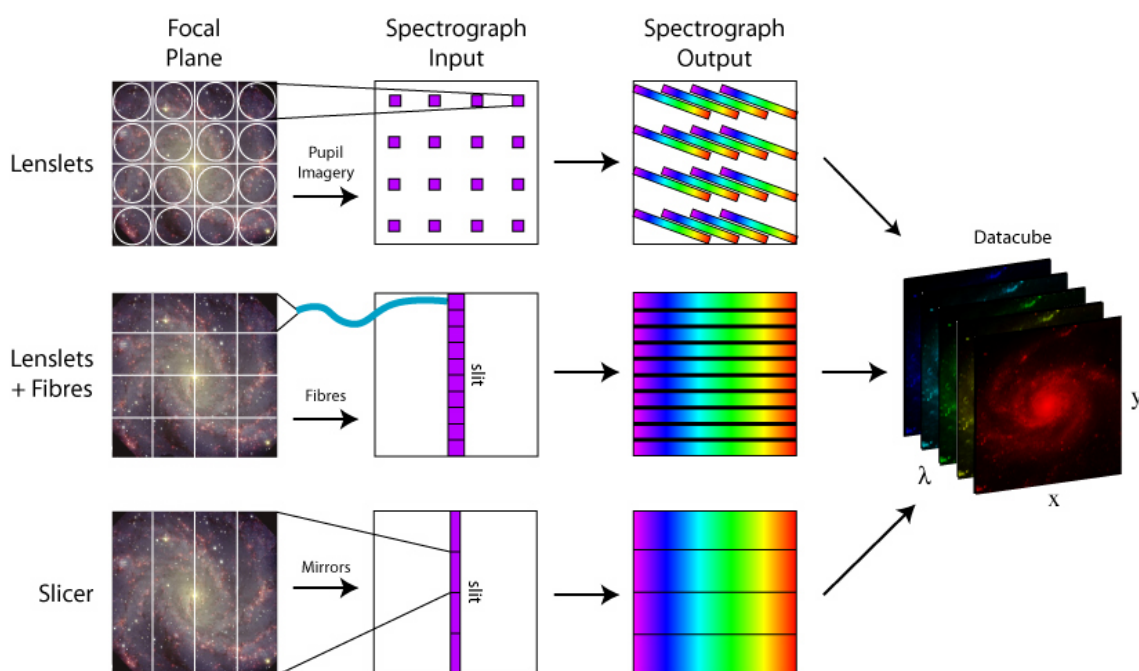 Focal
Plane
Spectrograph
Input
Spectrograph
Output
Lenslets
Pupil
Imagery
Datacube
Lenslets
+ Fibres
Fibres
slit
y
λ
x
Slicer
Mirrors
slit